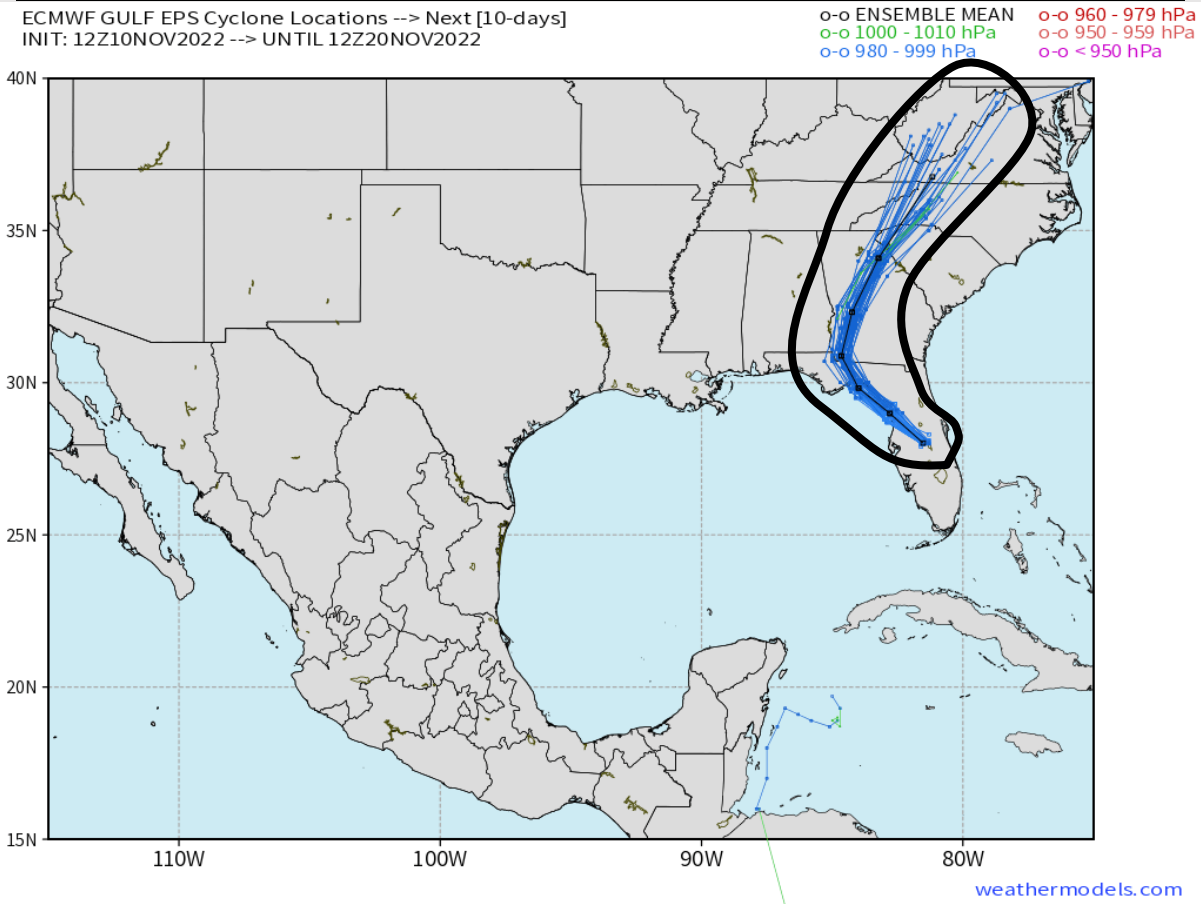 ECMWF GULF EPS Cyclone Locations --> Next [10-days]
INIT: 12Z10NOV2022 --> UNTIL 12Z20NOV2022
o-o ENSEMBLE MEAN
o-o 1000 - 1010 hPa
o-o 980 - 999 hPa
o-o 960 - 979 hPa
o-o 950 - 959 hPa
o-o < 950 hPa
40N
35N
30N
25N
20N
15N
110W 100W 90W 80W
weathermodels.com